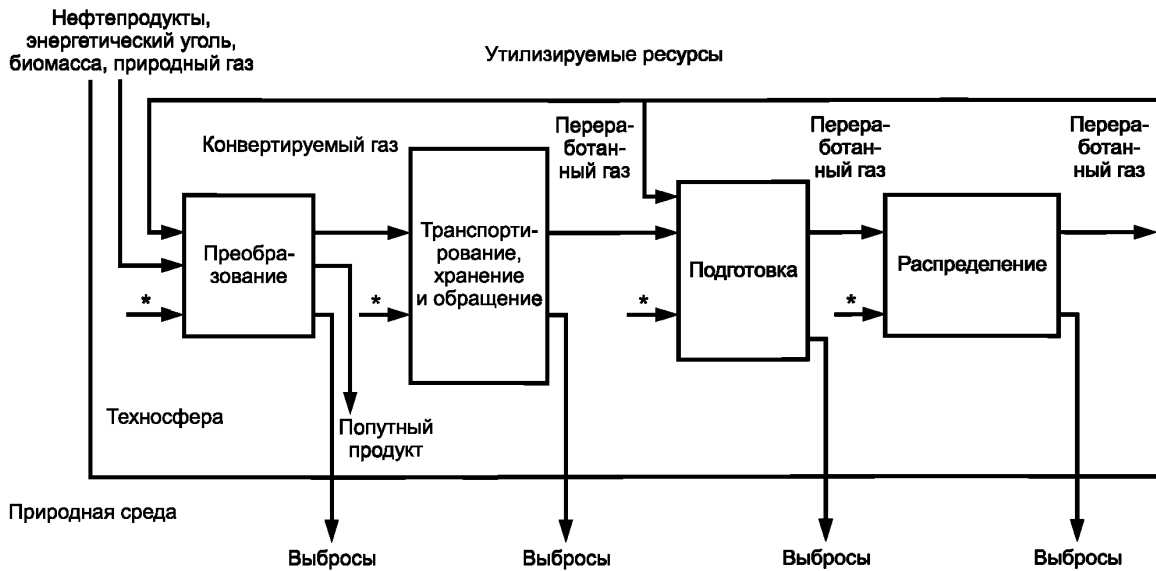 Нефтепродукты,
энергетический уголь,
биомасса, природный газ
Утилизируемые ресурсы
Конвертируемый газ
Перера-
ботан-
ный газ
Перера-
ботан-
ный газ
Перера-
ботан-
ный газ
Преобра-
зование
*
Транспорти-
рование,
хранение
и обращение
*
Подготовка
*
Распределение
*
Техносфера
Попутный
продукт
Природная среда
Выбросы
Выбросы
Выбросы
Выбросы